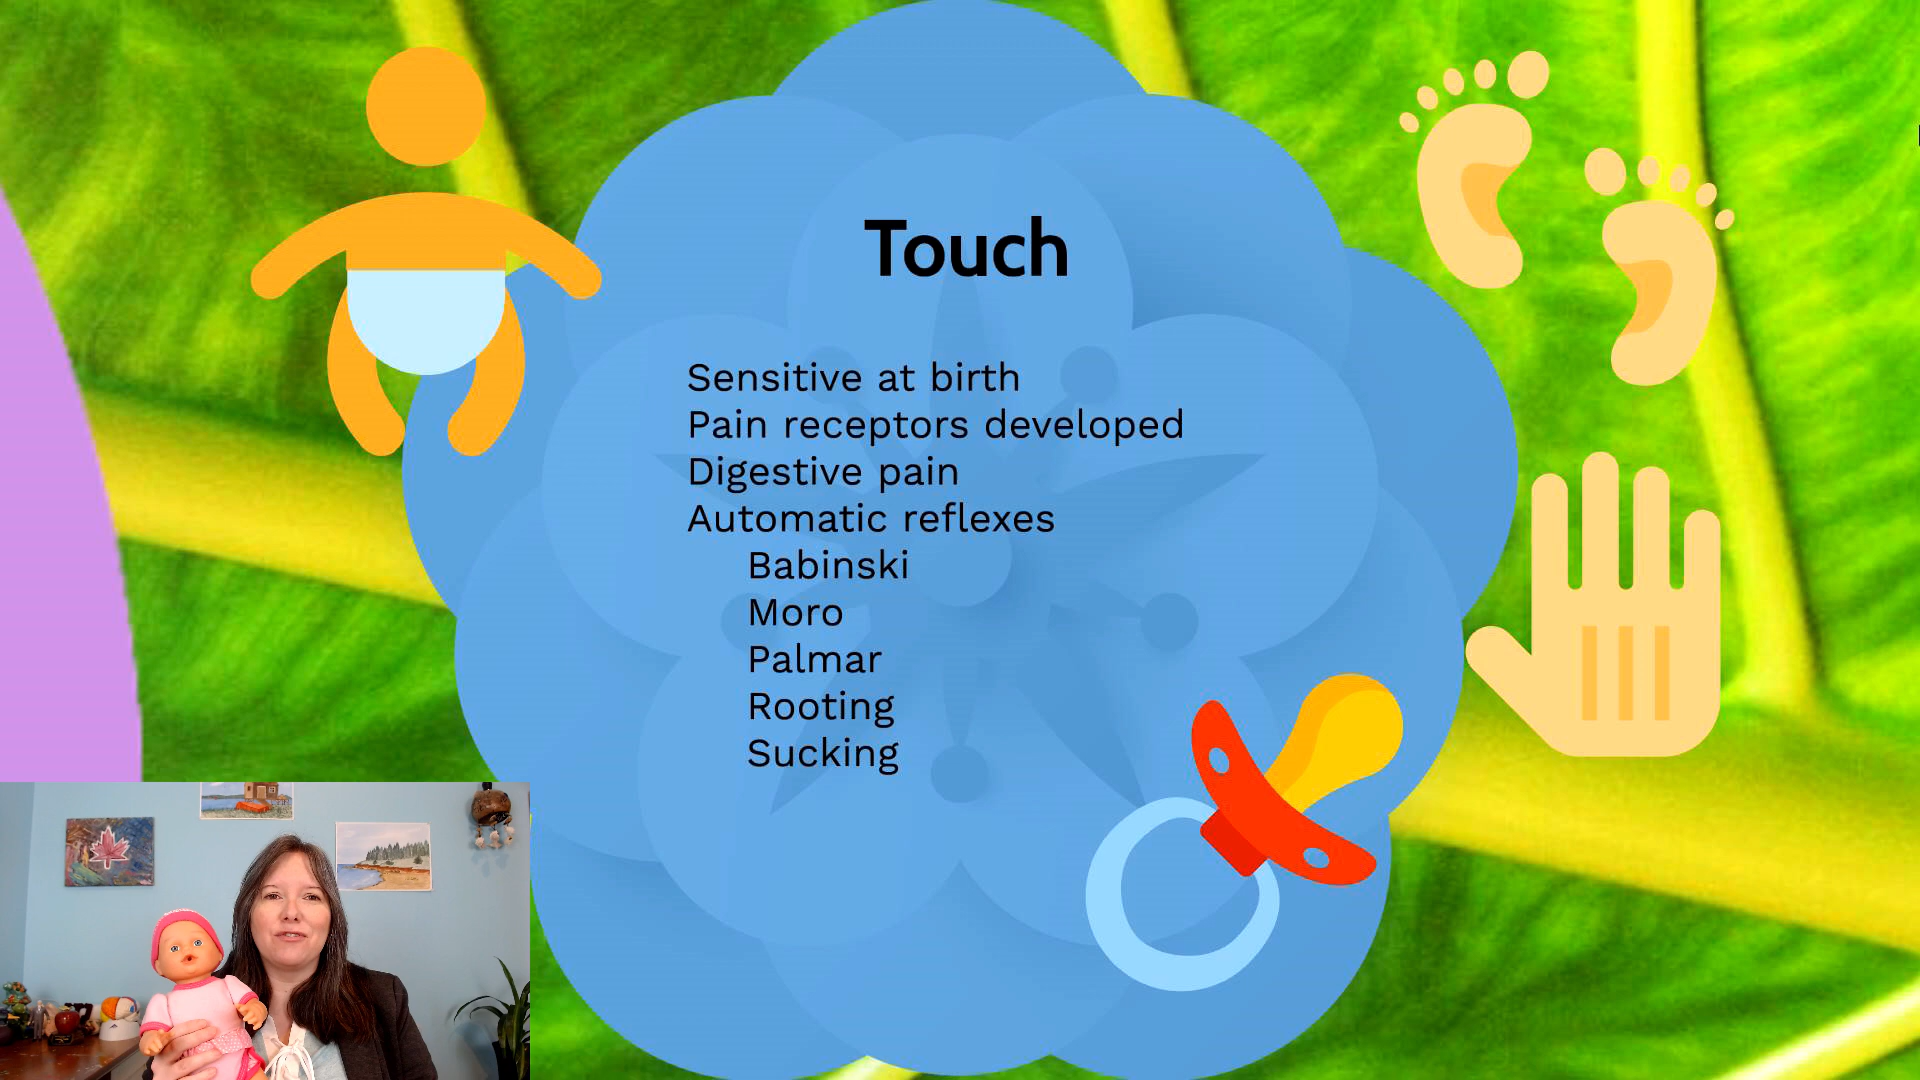 Touch
Sensitive at birth
Pain receptors developed
Digestive pain
Automatic reflexes
Babinski
Moro
Palmar
Rooting
Sucking